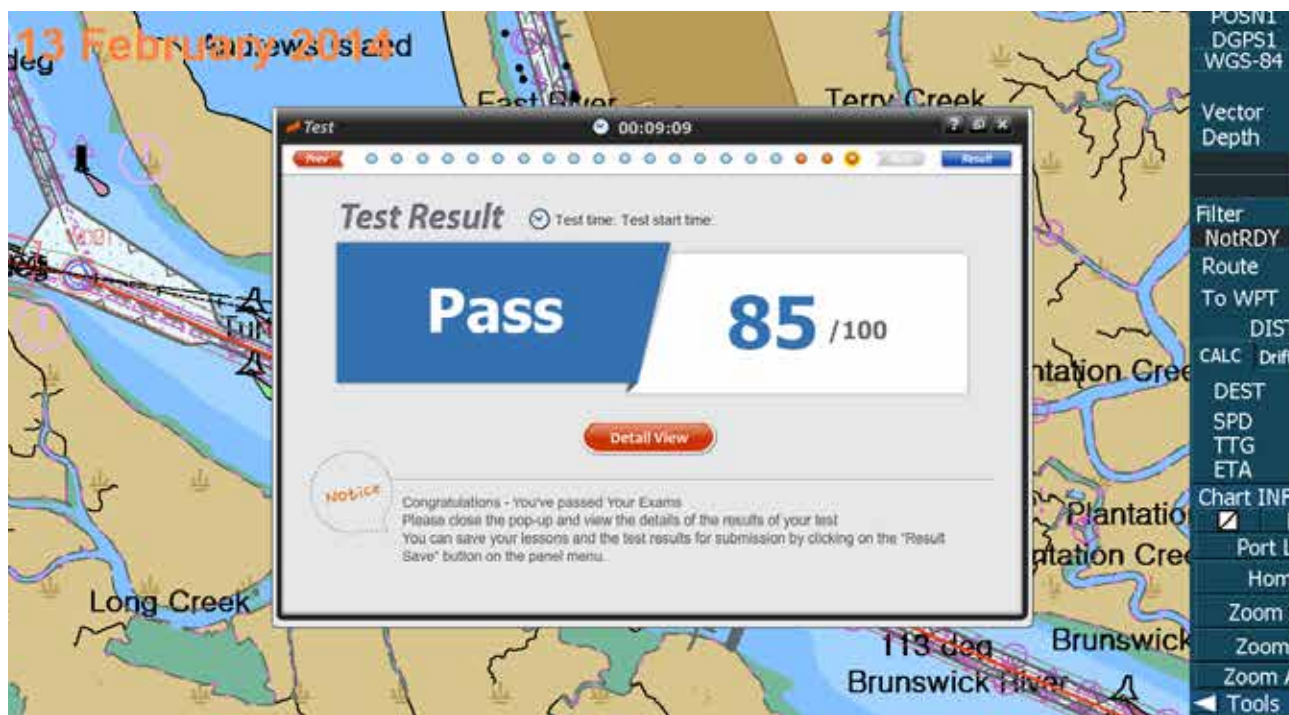 13 February 2014
deg
Andrews Island
East River
Terry Creek
POSN1
DGPS1
WGS-84
Vector
Depth
Filter
NotRDY
Route
To WPT
DIST
CALC Drift
DEST
SPD
TTG
ETA
Chart INF
Port L
Hom
Zoom
Zoom
Zoom A
Tools
Test
00:09:09
? x
Prev
Result
Test Result
Test time: Test start time:
Pass
85 /100
Detail View
Notice
Congratulations - You've passed Your Exams
Please close the pop-up and view the details of the results of your test
You can save your lessons and the test results for submission by clicking on the "Result
Save" button on the panel menu.
ntation Cree
Plantatio
ntation Cree
Long Creek
113 deg
Brunswick
Brunswick River